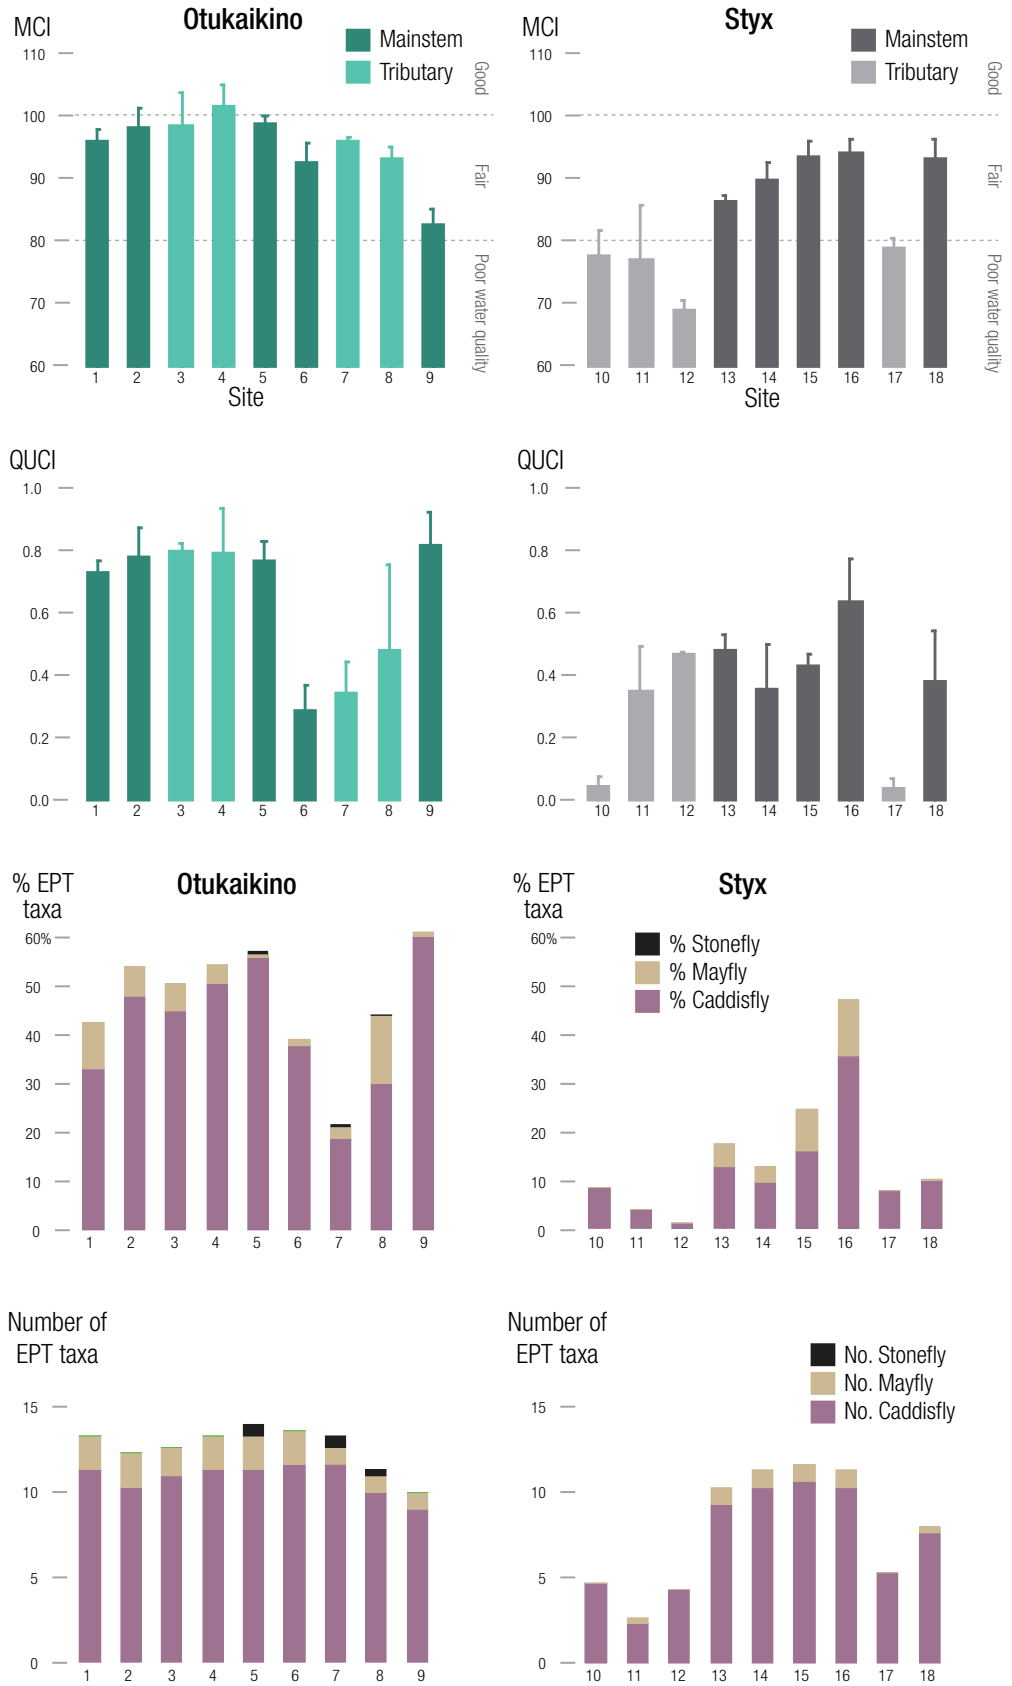 Otukaikino
MCI
Mainstem
Tributary
110
100
90
80
70
60
Good
Fair
Poor water quality
1 2 3 4 5 6 7 8 9
Site
Styx
MCI
Mainstem
Tributary
110
100
90
80
70
60
Good
Fair
Poor water quality
10 11 12 13 14 15 16 17 18
Site
QUCI
1.0
0.8
0.6
0.4
0.2
0.0
1 2 3 4 5 6 7 8 9
QUCI
1.0
0.8
0.6
0.4
0.2
0.0
10 11 12 13 14 15 16 17 18
% EPT
taxa
Otukaikino
60%
50
40
30
20
10
0
1 2 3 4 5 6 7 8 9
% EPT
taxa
Styx
% Stonefly
% Mayfly
% Caddisfly
60%
50
40
30
20
10
0
10 11 12 13 14 15 16 17 18
Number of
EPT taxa
15
10
5
0
1 2 3 4 5 6 7 8 9
Number of
EPT taxa
No. Stonefly
No. Mayfly
No. Caddisfly
15
10
5
0
10 11 12 13 14 15 16 17 18